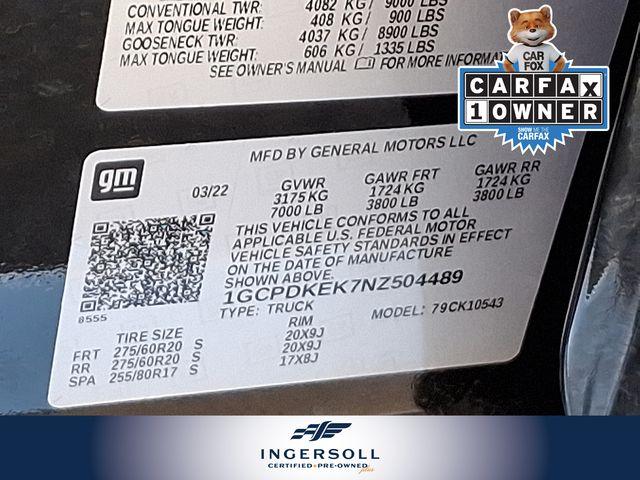 CONVENTIONAL TWR: 4082 KG/ 9000 LBS
MAX TONGUE WEIGHT: 408 KG / 900 LBS
GOOSENECK TWR: 4037 KG/ 8900 LBS
MAX TONGUE WEIGHT: 606 KG / 1335 LBS
SEE OWNER'S MANUAL FOR MORE INFORMA
CAR
FOX
CARFAX
1 OWNER
SHOW ME THE
CARFAX
gm
MFD BY GENERAL MOTORS LLC
03/22
GVWR GAWR FRT GAWR RR
3175 KG 1724 KG 1724 KG
7000 LB 3800 LB 3800 LB
THIS VEHICLE CONFORMS TO ALL
APPLICABLE U.S. FEDERAL MOTOR
VEHICLE SAFETY STANDARDS IN EFFECT
ON THE DATE OF MANUFACTURE
SHOWN ABOVE.
1GCPDKEK7NZ504489
TYPE: TRUCK MODEL: 79CK10543
8555
TIRE SIZE RIM
FRT 275/60R20 S 20X9J
RR 275/60R20 S 20X9J
SPA 255/80R17 S 17X8J
INGERSOLL
CERTIFIED PRE-OWNED plus